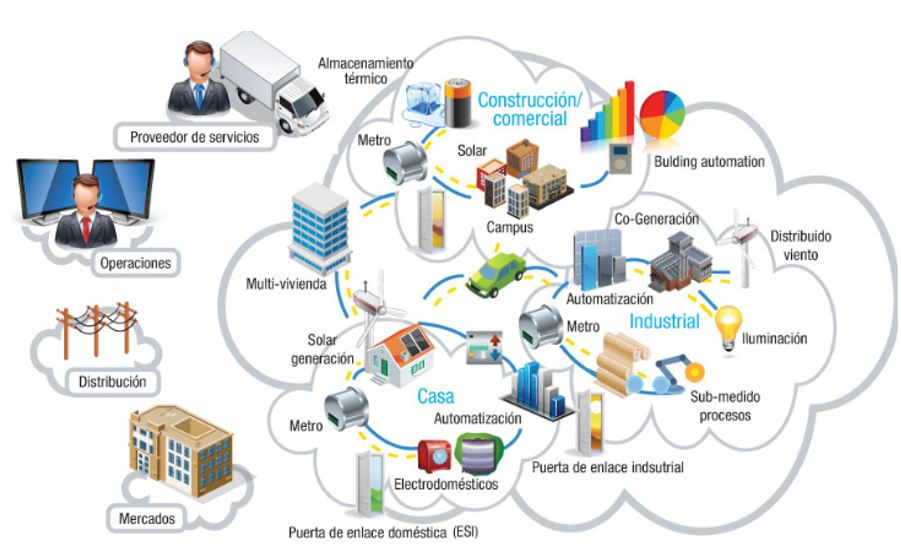 Almacenamiento
térmico
Proveedor de servicios
Construcción/
comercial
Metro
Solar
Bulding automation
Campus
Operaciones
Multi-vivienda
Co-Generación
Distribuido
viento
Automatización
Industrial
Metro
Iluminación
Solar
generación
Distribución
Casa
Sub-medido
procesos
Metro
Automatización
Puerta de enlace indsutrial
Electrodomésticos
Mercados
Puerta de enlace doméstica (ESI)